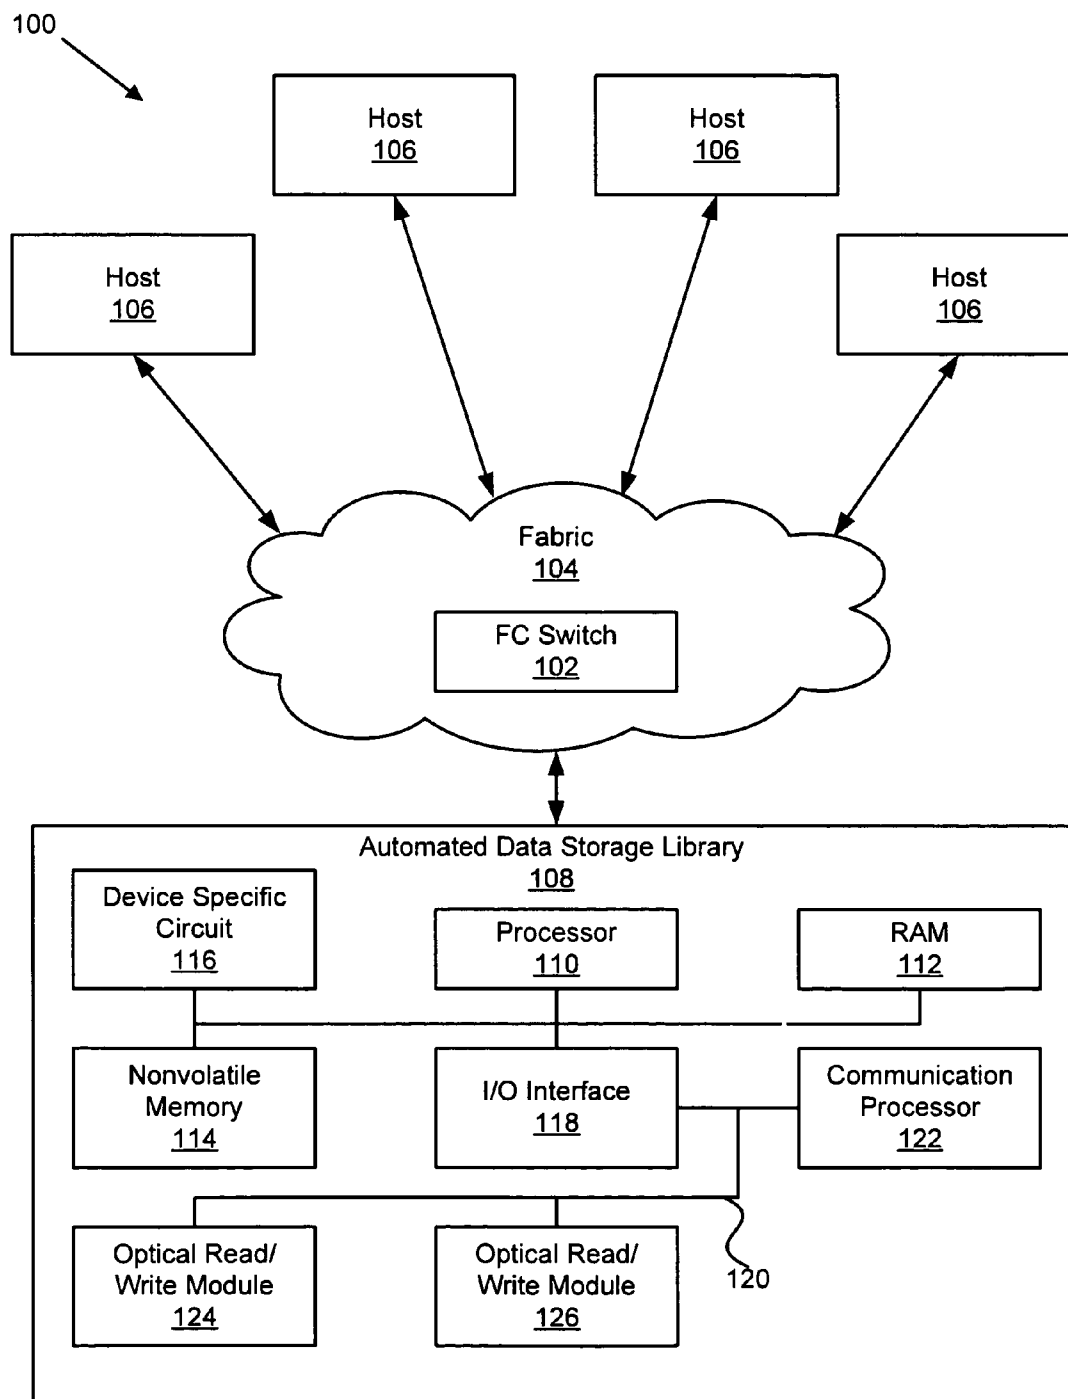 100
Host
106
Host
106
Host
106
Host
106
Fabric
104
FC Switch
102
Automated Data Storage Library
108
Device Specific
Circuit
116
Processor
110
RAM
112
Nonvolatile
Memory
114
I/O Interface
118
Communication
Processor
122
Optical Read/
Write Module
124
Optical Read/
Write Module
126
120